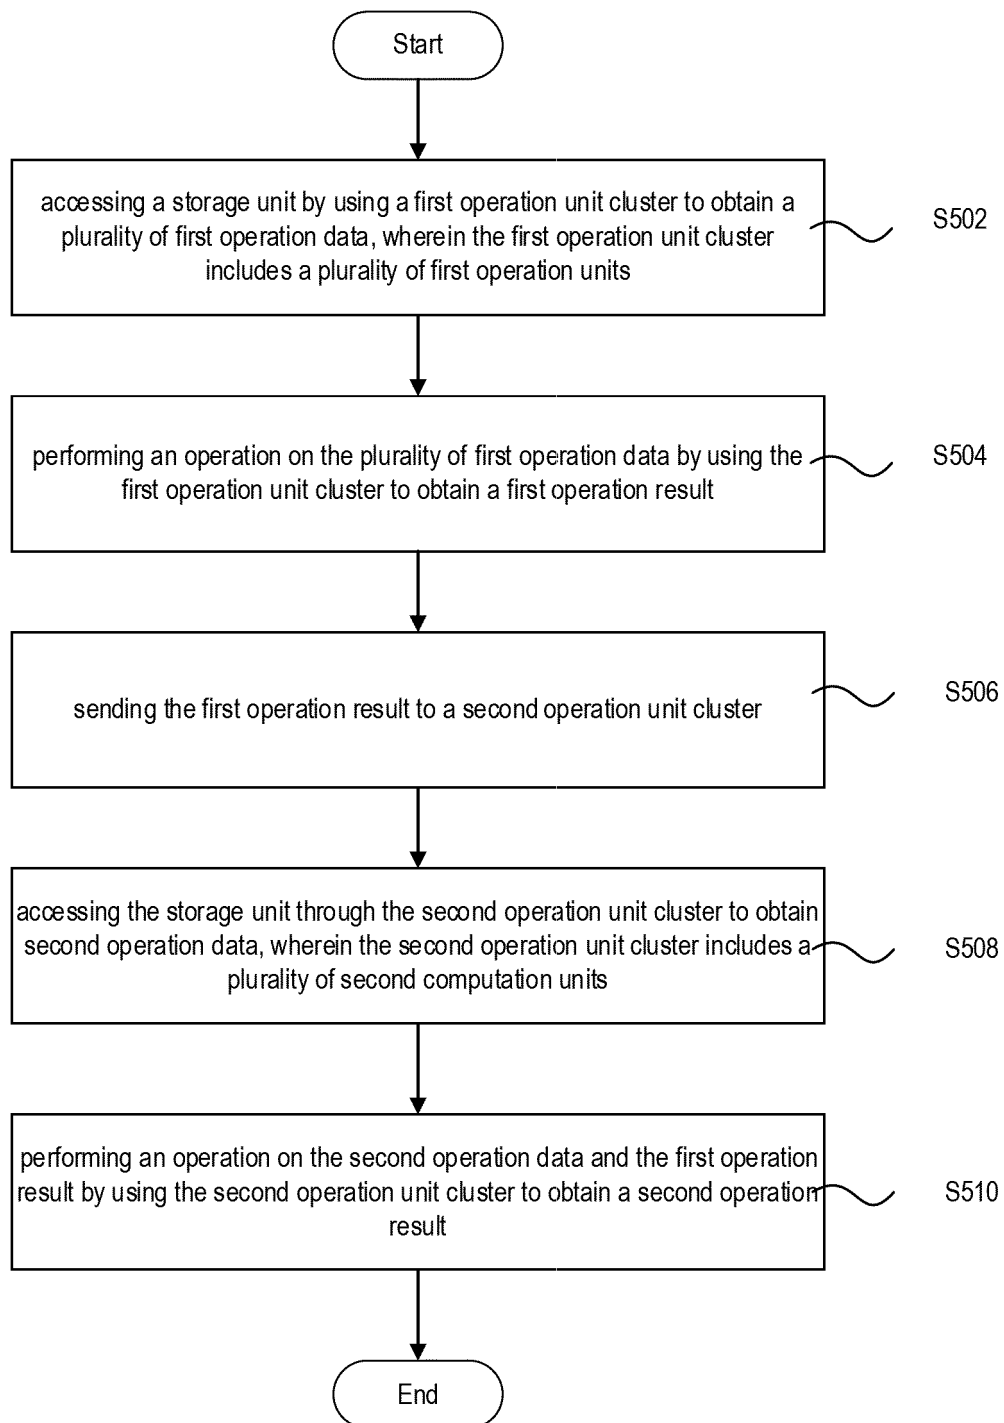 Start
accessing a storage unit by using a first operation unit cluster to obtain a
plurality of first operation data, wherein the first operation unit cluster
includes a plurality of first operation units
S502
performing an operation on the plurality of first operation data by using the
first operation unit cluster to obtain a first operation result
S504
sending the first operation result to a second operation unit cluster
S506
accessing the storage unit through the second operation unit cluster to obtain
second operation data, wherein the second operation unit cluster includes a
plurality of second computation units
S508
performing an operation on the second operation data and the first operation
result by using the second operation unit cluster to obtain a second operation
result
S510
End